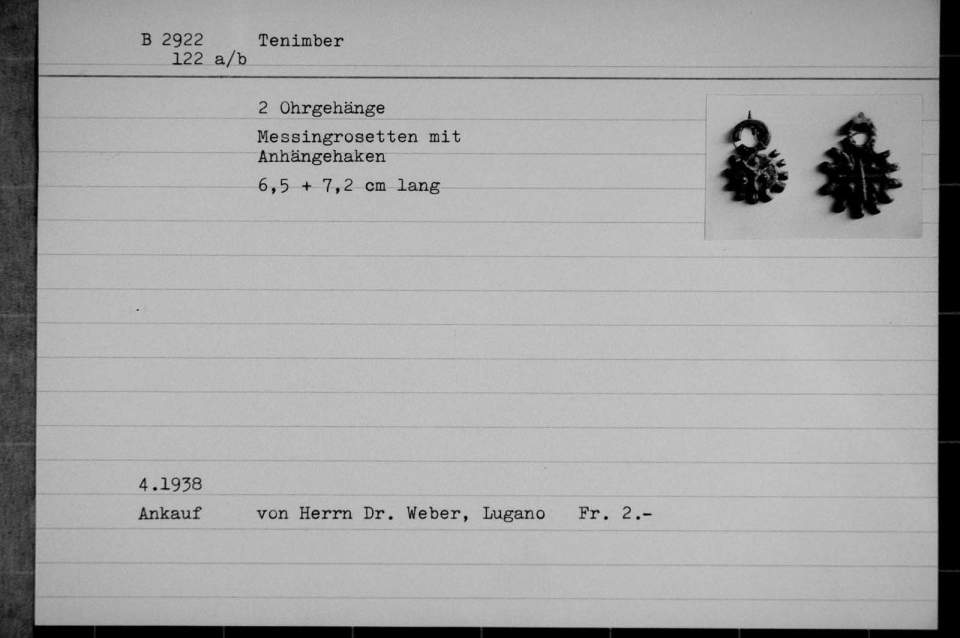 B 2922 Tenimber
122 a/b
2 Ohrgehänge
Messingrosetten mit
Anhängehaken
6,5 + 7,2 cm lang
4.1938
Ankauf von Herrn Dr. Weber, Lugano Fr. 2.-